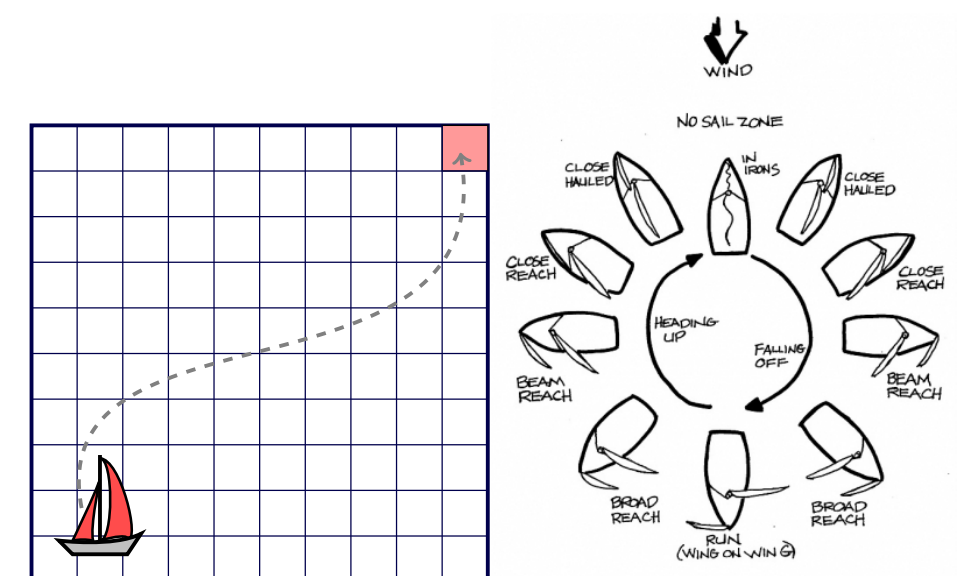 WIND
NO SAIL ZONE
CLOSE
HAULED
IN
IRONS
CLOSE
HAULED
CLOSE
REACH
CLOSE
REACH
HEADING
UP
FALLING
OFF
BEAM
REACH
BEAM
REACH
BROAD
REACH
BROAD
REACH
RUN
(WING ON WING)